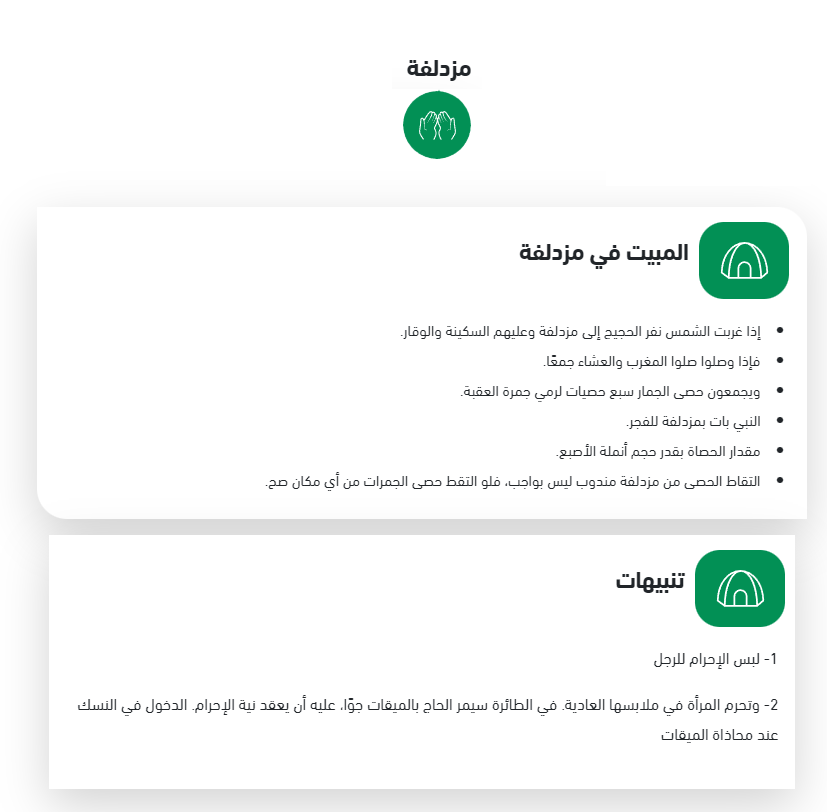 مزدلفة
المبيت في مزدلفة
إذا غربت الشمس نفر الحجيج إلى مزدلفة وعليهم السكينة والوقار.
فإذا وصلوا صلوا المغرب والعشاء جمعًا.
ويجمعون حصى الجمار سبع حصيات لرمي جمرة العقبة.
النبي بات بمزدلفة للفجر.
مقدار الحصاة بقدر حجم أنملة الأصبع.
التقاط الحصى من مزدلفة مندوب ليس بواجب، فلو التقط حصى الجمرات من أي مكان صح.
تنبيهات
1- لبس الإحرام للرجل
2- وتحرم المرأة في ملابسها العادية. في الطائرة سيمر الحاج بالميقات جوًا، عليه أن يعقد نية الإحرام. الدخول في النسك
عند محاذاة الميقات